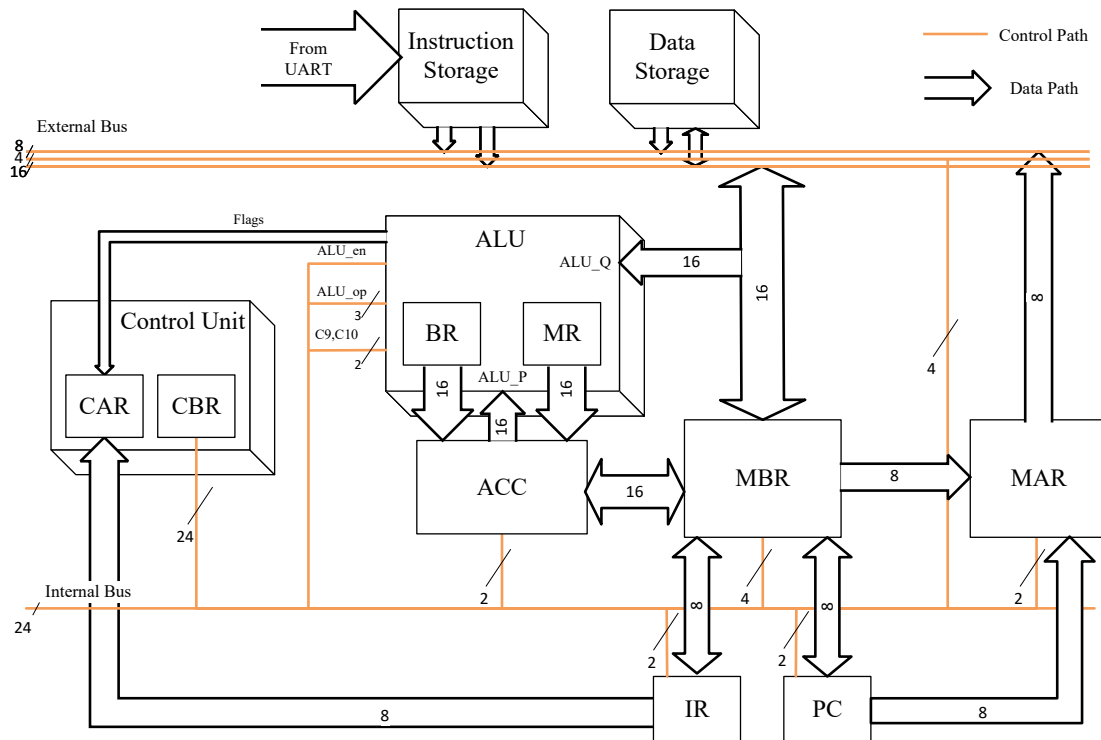 From
UART
Instruction
Storage
Data
Storage
Control Path
Data Path
External Bus
8
4
16
Flags
ALU
ALU_en
ALU_Q
16
16
8
ALU_op
3
Control Unit
BR
MR
C9,C10
2
4
ALU_P
16
16
16
CAR
CBR
ACC
16
MBR
8
MAR
24
Internal Bus
24
2
4
2
8
8
2
2
IR
PC
8
8